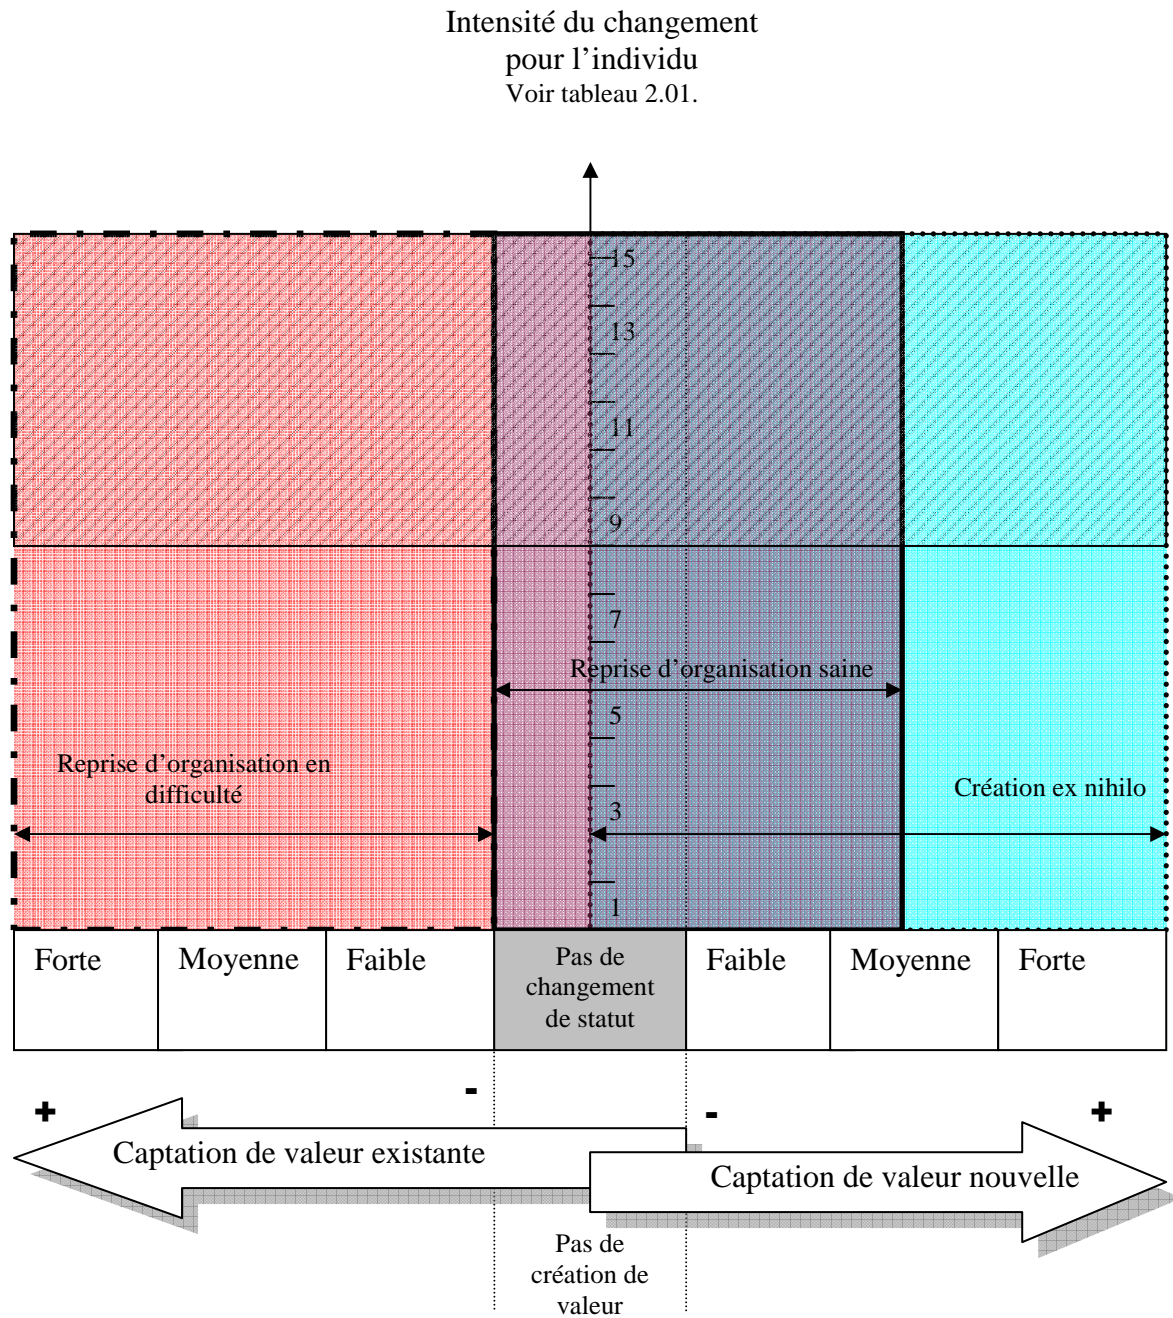 Intensité du changement
pour l’individu
Voir tableau 2.01.
15
13
11
9
7
Reprise d’organisation saine
5
Reprise d’organisation en
difficulté
Création ex nihilo
3
1
Forte
Moyenne
Faible
Pas de
changement
de statut
Faible
Moyenne
Forte
+
-
-
+
Captation de valeur existante
Captation de valeur nouvelle
Pas de
création de
valeur